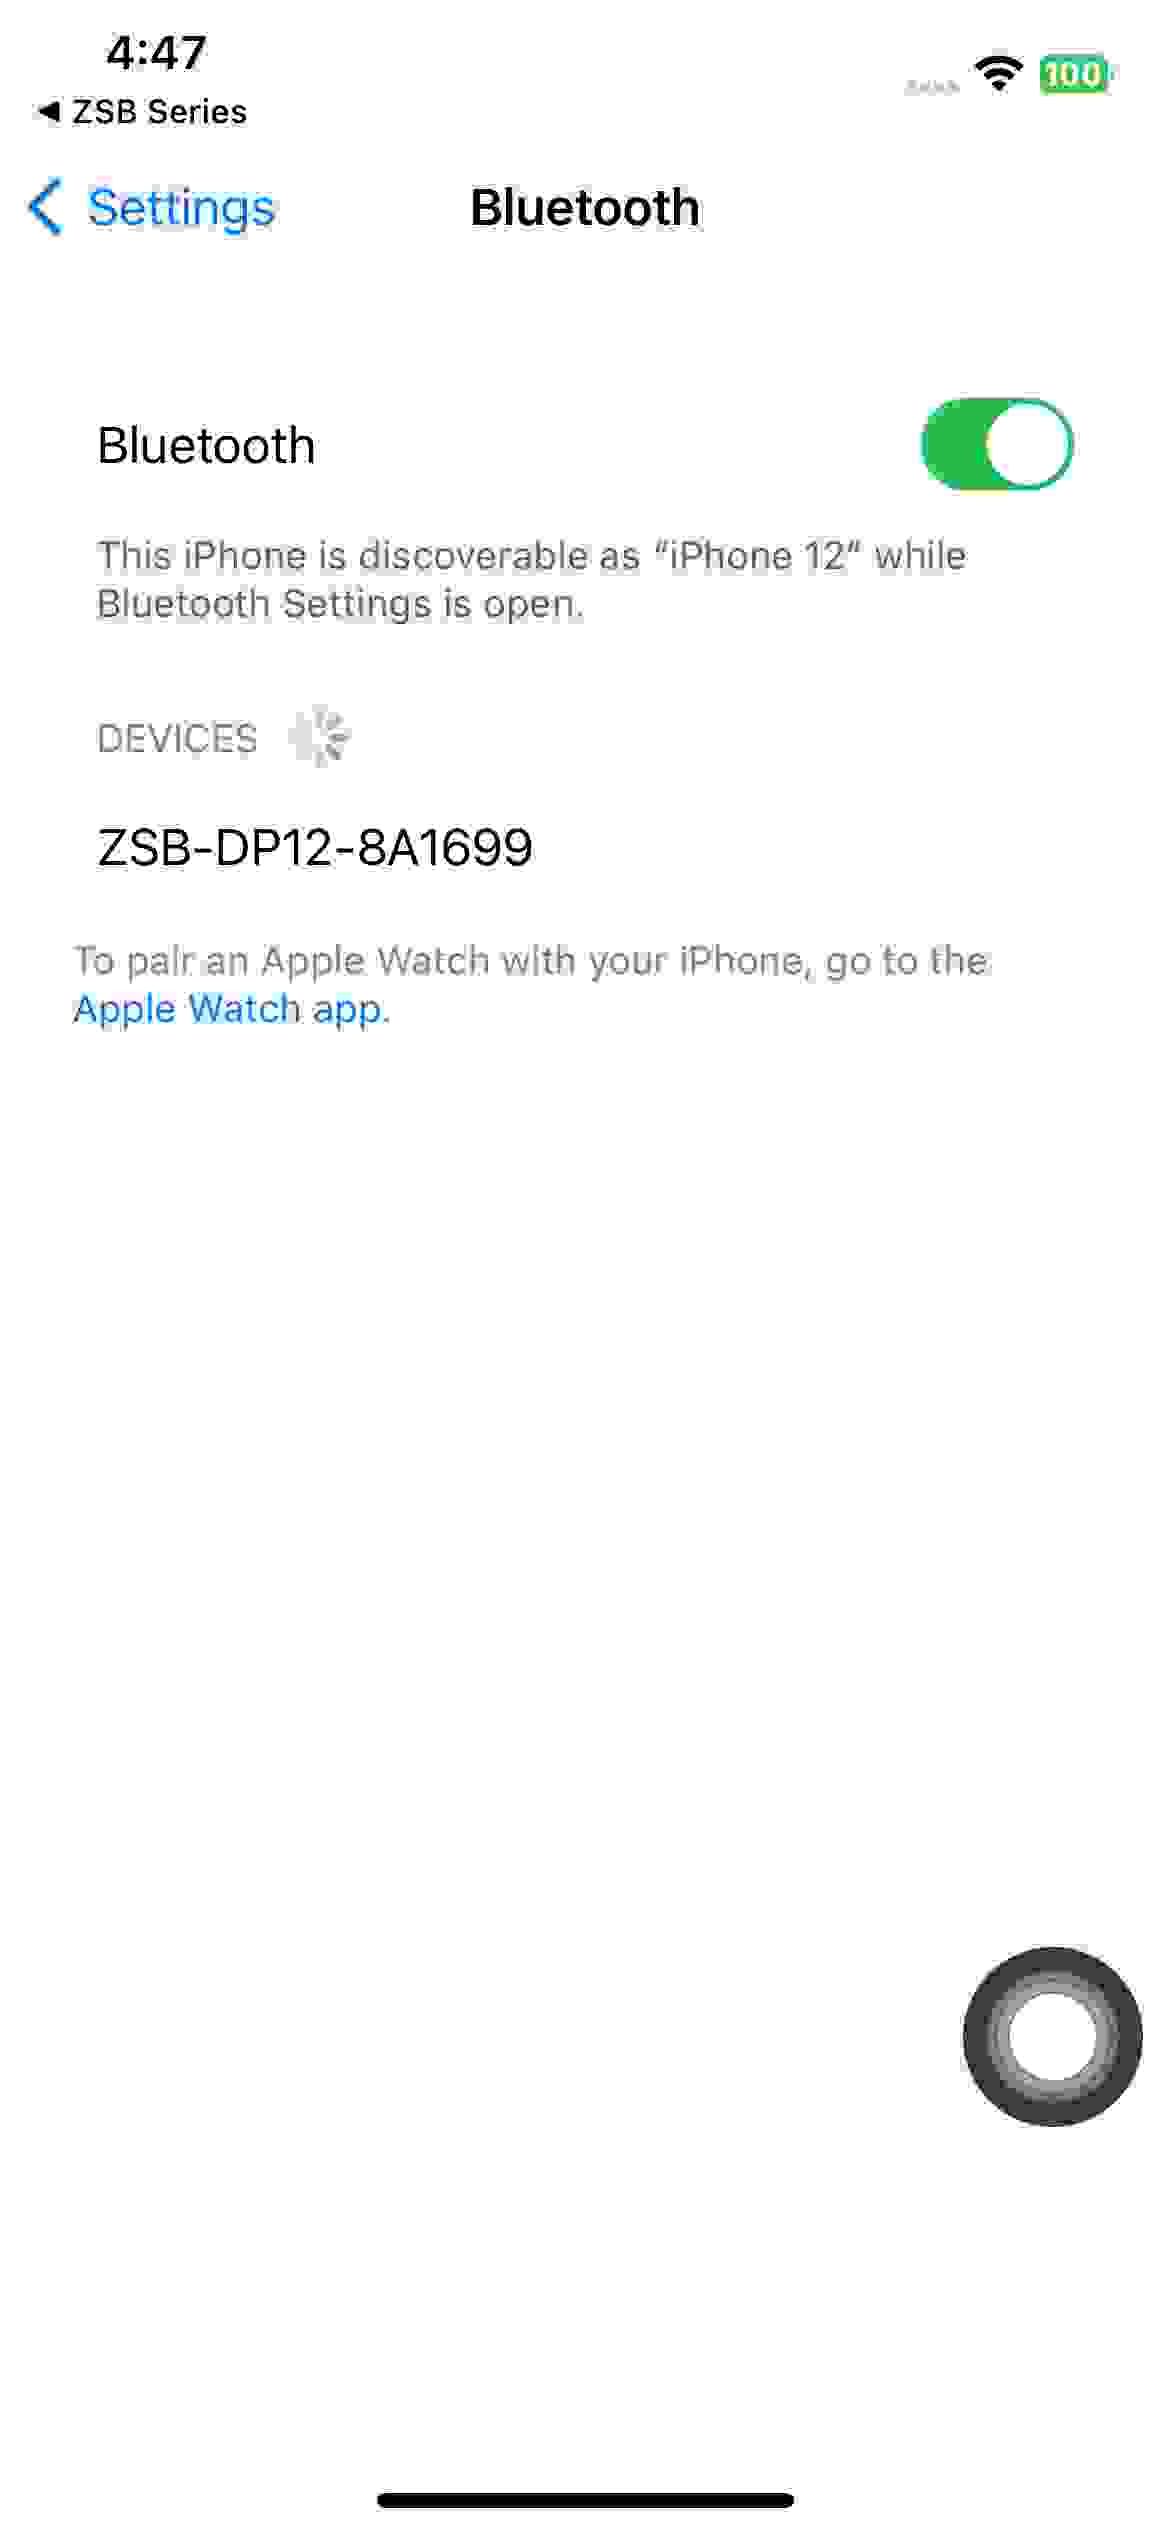 4:47
100
◀ ZSB Series
Settings
Bluetooth
Bluetooth
This iPhone is discoverable as “iPhone 12” while
Bluetooth Settings is open.
DEVICES
ZSB-DP12-8A1699
To pair an Apple Watch with your iPhone, go to the
Apple Watch app.